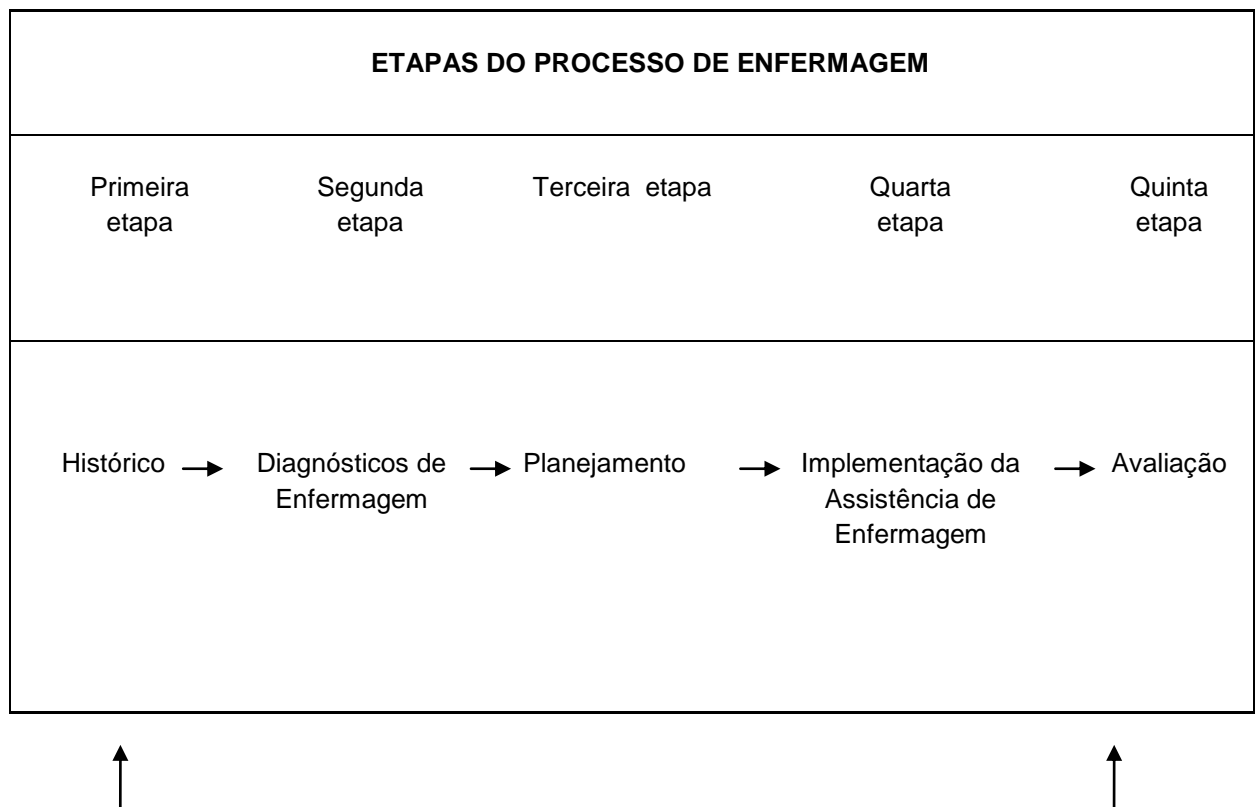 ETAPAS DO PROCESSO DE ENFERMAGEM
Primeira
etapa
Segunda
etapa
Terceira etapa
Quarta
etapa
Quinta
etapa
Histórico
Diagnósticos de
Enfermagem
Planejamento
Implementação da
Assistência de
Enfermagem
Avaliação